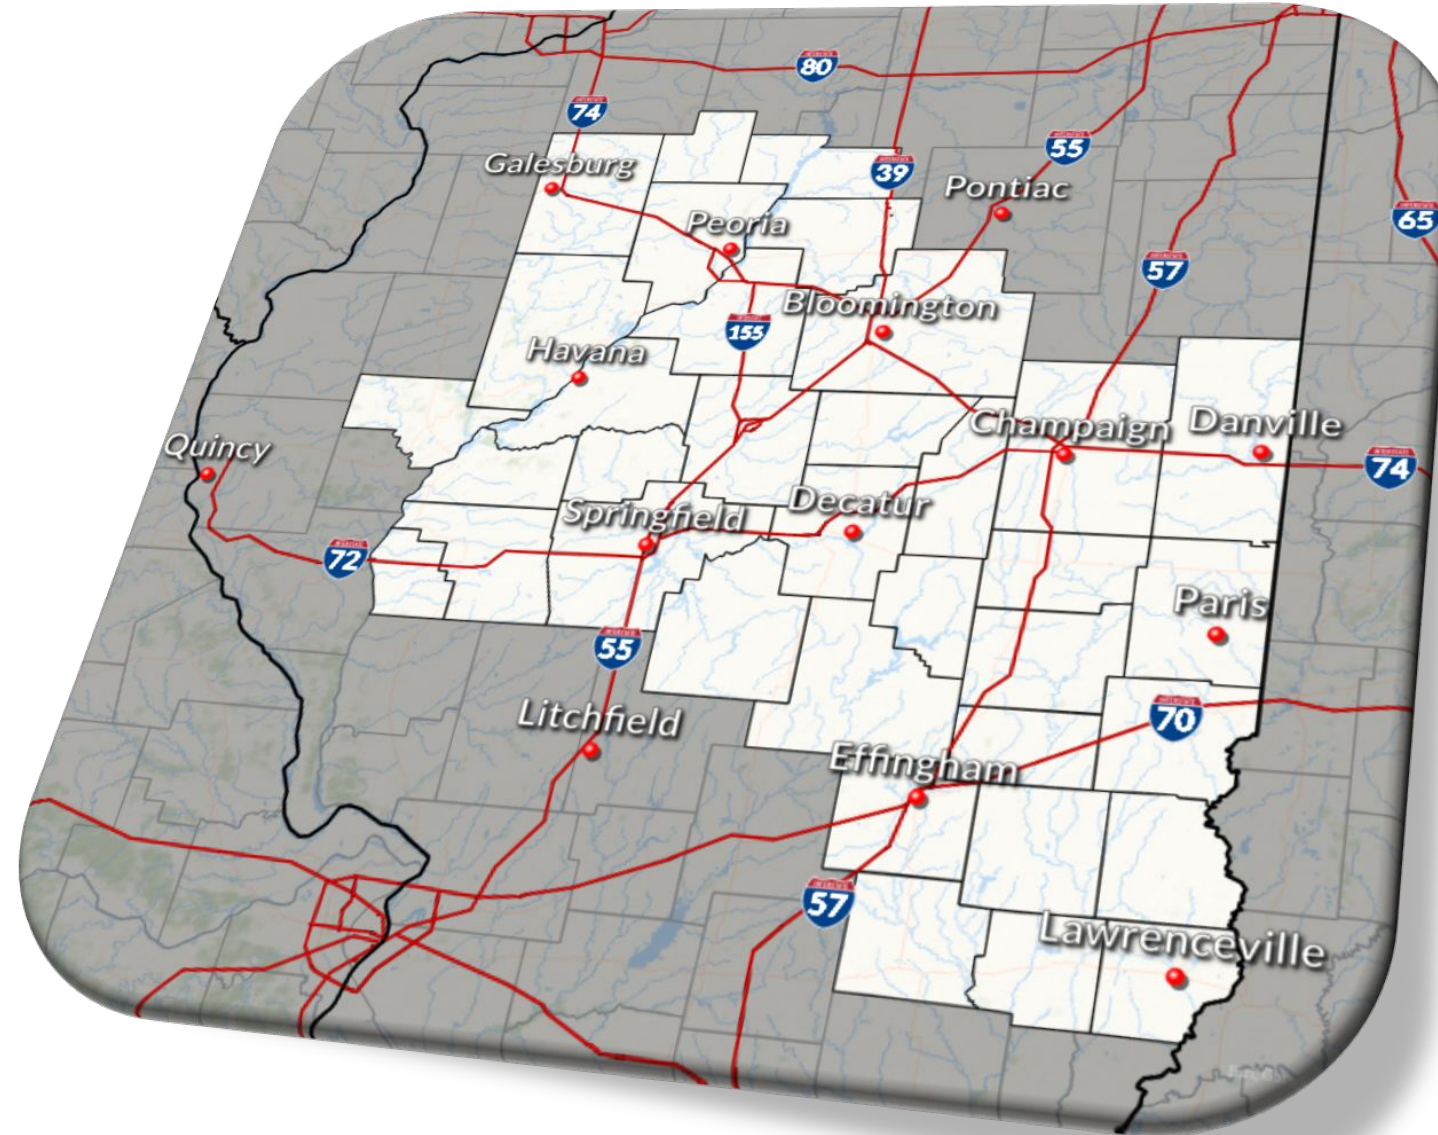 80
74
55
39
Galesburg
Pontiac
65
Peoria
57
Bloomington
155
Havana
Champaign
Danville
Quincy
74
Decatur
Springfield
72
Paris
55
Litchfield
70
Effingham
57
Lawrenceville